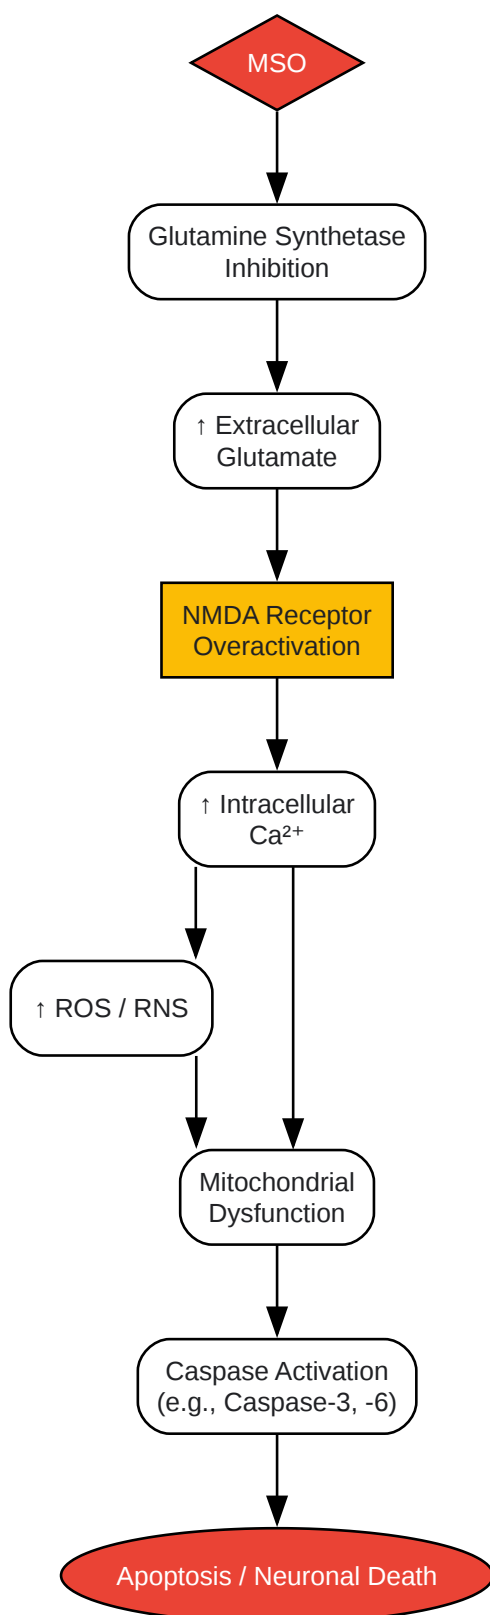 MSO
Glutamine Synthetase
Inhibition
↑ Extracellular
Glutamate
NMDA Receptor
Overactivation
↑ Intracellular
Ca²⁺
↑ ROS / RNS
Mitochondrial
Dysfunction
Caspase Activation
(e.g., Caspase-3, -6)
Apoptosis / Neuronal Death